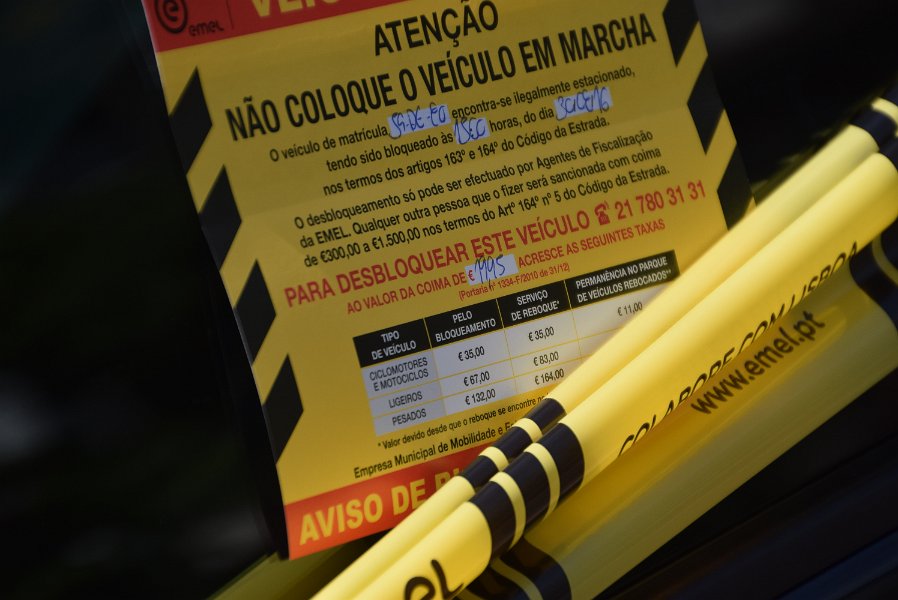 emel
ATENÇÃO
NÃO COLOQUE O VEÍCULO EM MARCHA
O veículo de matrícula, encontra-se ilegalmente estacionado,
tendo sido bloqueado às horas, do dia
nos termos dos artigos 163º e 164º do Código da Estrada.
O desbloqueamento só pode ser efectuado por Agentes de Fiscalização
da EMEL. Qualquer outra pessoa que o fizer será sancionada com coima
de €300,00 a €1.500,00 nos termos do Artº 164º nº 5 do Código da Estrada.
PARA DESBLOQUEAR ESTE VEÍCULO ☎ 21 780 31 31
AO VALOR DA COIMA DE € ACRESCE AS SEGUINTES TAXAS
(Portaria nº 1334-F/2010 de 31/12)
TIPO DE VEÍCULO PELO BLOQUEAMENTO SERVIÇO DE REBOQUE* PERMANÊNCIA NO PARQUE DE VEÍCULOS REBOCADOS**
CICLOMOTORES E MOTOCICLOS € 35,00 € 35,00 € 11,00
LIGEIROS € 67,00 € 83,00
PESADOS € 132,00 € 164,00
* Valor devido desde que o reboque se encontre
Empresa Municipal de Mobilidade e
AVISO DE
COLABORE COM LISBOA
www.emel.pt